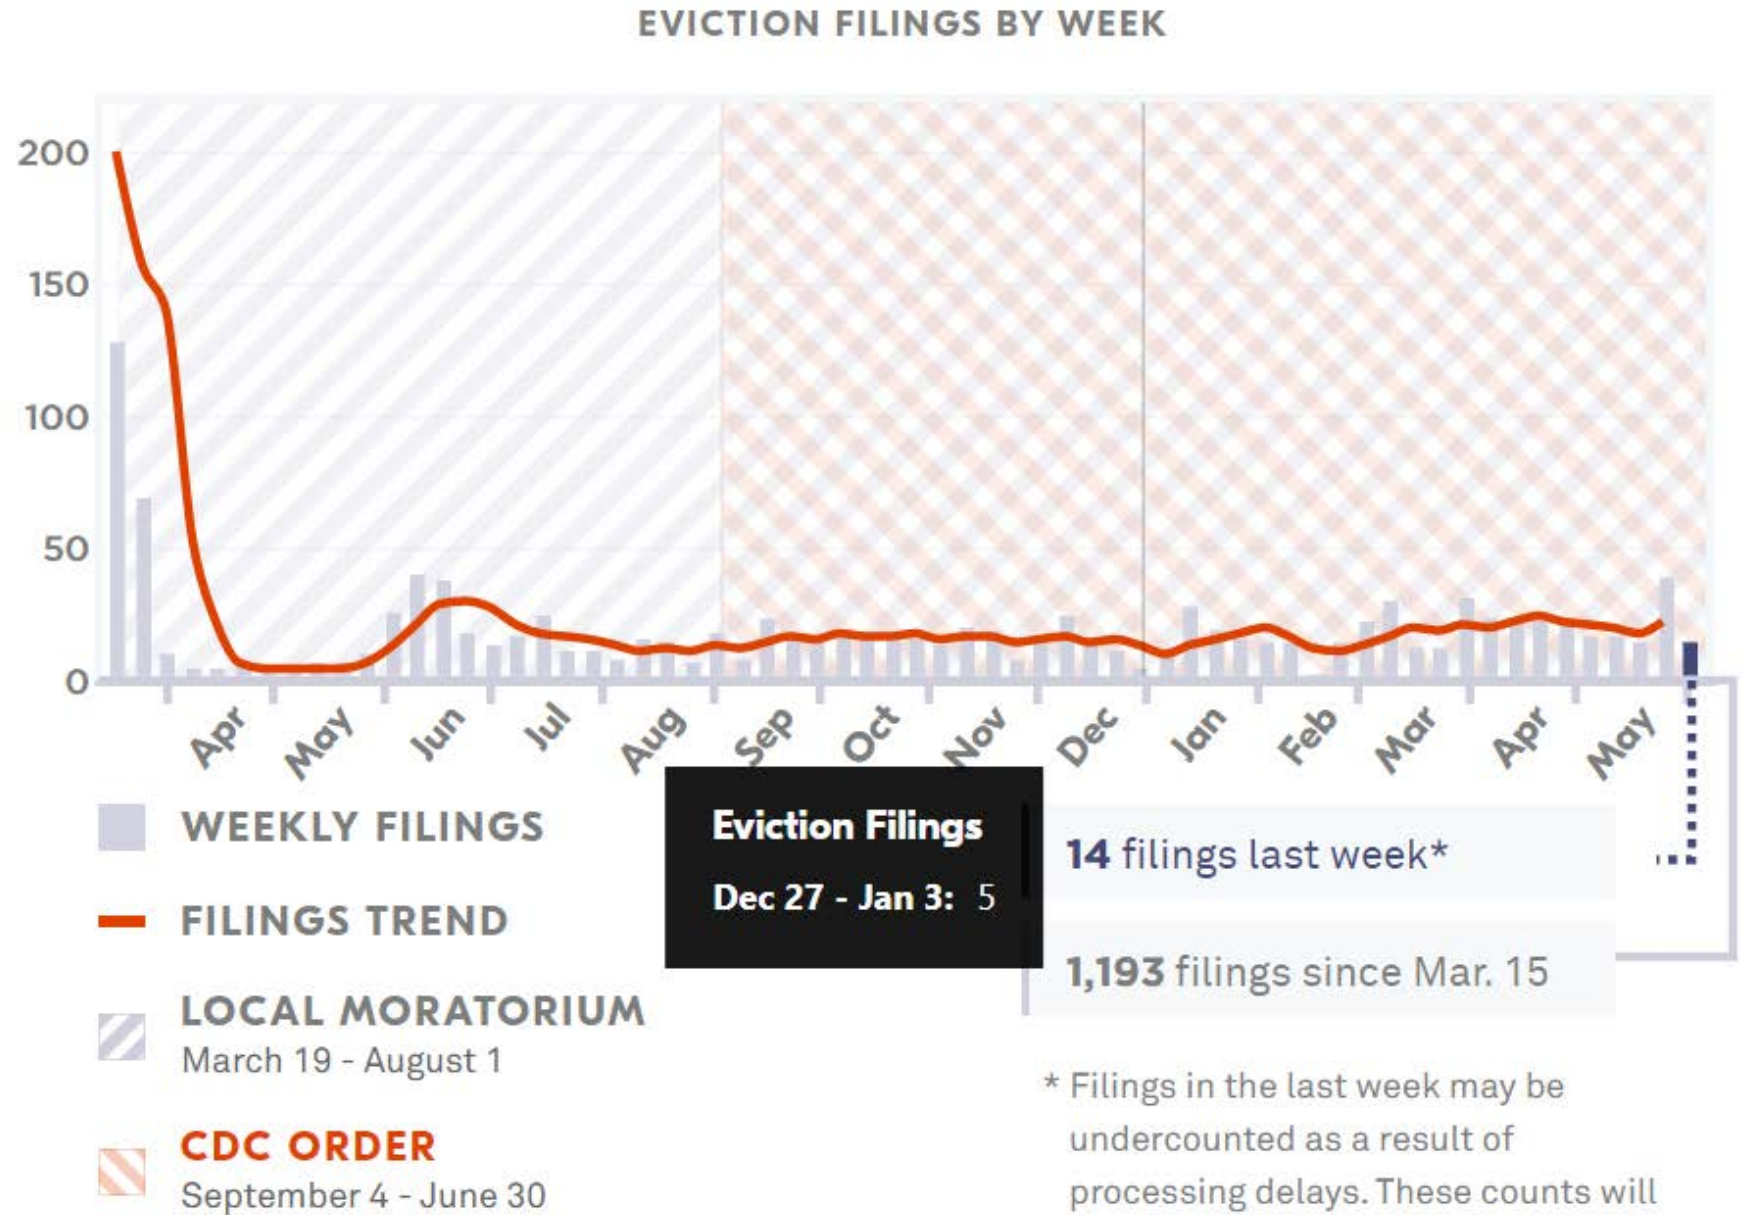 EVICTION FILINGS BY WEEK
200
150
100
50
0
Apr
May
Jun
Jul
Aug
Sep
Oct
Nov
Dec
Jan
Feb
Mar
Apr
May
WEEKLY FILINGS
FILINGS TREND
LOCAL MORATORIUM
March 19 - August 1
CDC ORDER
September 4 - June 30
Eviction Filings
Dec 27 - Jan 3: 5
14 filings last week*
1,193 filings since Mar. 15
* Filings in the last week may be
undercounted as a result of
processing delays. These counts will